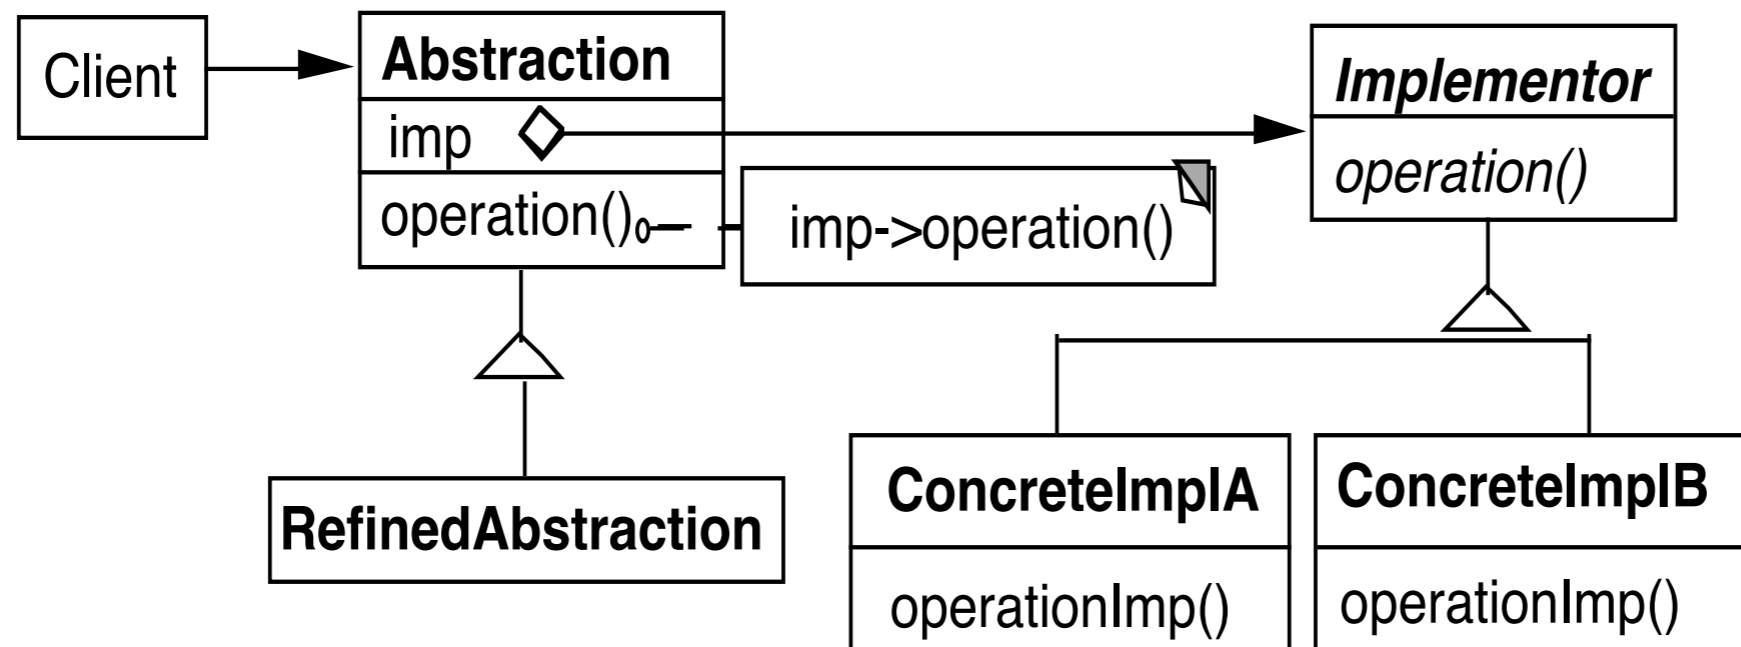 Client
Abstraction
imp
operation()
imp->operation()
Implementor
operation()
RefinedAbstraction
ConcreteImplA
operationImp()
ConcreteImplB
operationImp()